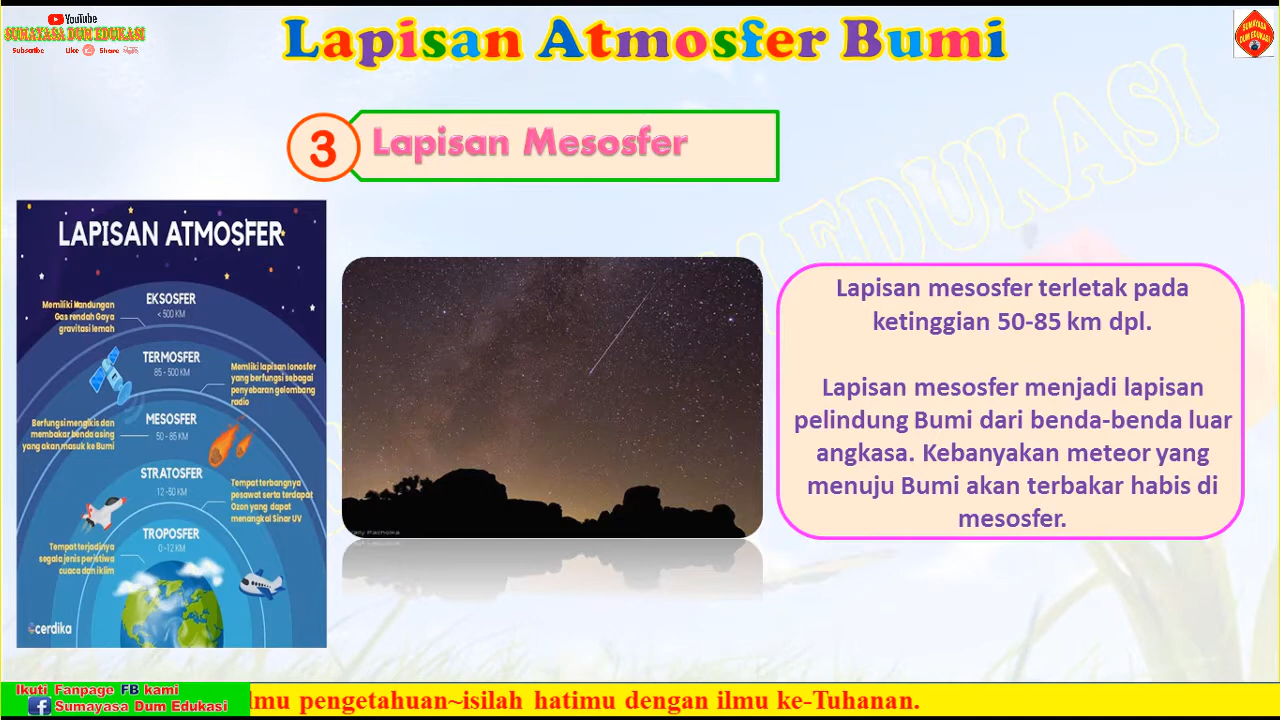 YouTube
SUMAYASA DUM EDUKASI
Subscribe Like Share
Lapisan Atmosfer Bumi
SUMAYASA
DUM EDUKASI
3
Lapisan Mesosfer
LAPISAN ATMOSFER
EKSOSFER
< 500 KM
Memiliki Kandungan
Gas rendah Gaya
gravitasi lemah
TERMOSFER
85 - 500 KM
Memliki lapisan Ionosfer
yang berfungsi sebagai
penyebaran gelombang
radio
MESOSFER
50 - 85 KM
Berfungsi mengikis dan
membakar benda asing
yang akan masuk ke Bumi
STRATOSFER
12 -50 KM
Tempat terbangnya
pesawat serta terdapat
Ozon yang dapat
menangkal Sinar UV
TROPOSFER
0 -12 KM
Tempat terjadinya
segala jenis peristiwa
cuaca dan iklim
cerdika
Lapisan mesosfer terletak pada
ketinggian 50-85 km dpl.
Lapisan mesosfer menjadi lapisan
pelindung Bumi dari benda-benda luar
angkasa. Kebanyakan meteor yang
menuju Bumi akan terbakar habis di
mesosfer.
EDUKASI
Ikuti Fanpage FB kami
Sumayasa Dum Edukasi
lmu pengetahuan~isilah hatimu dengan ilmu ke-Tuhanan.